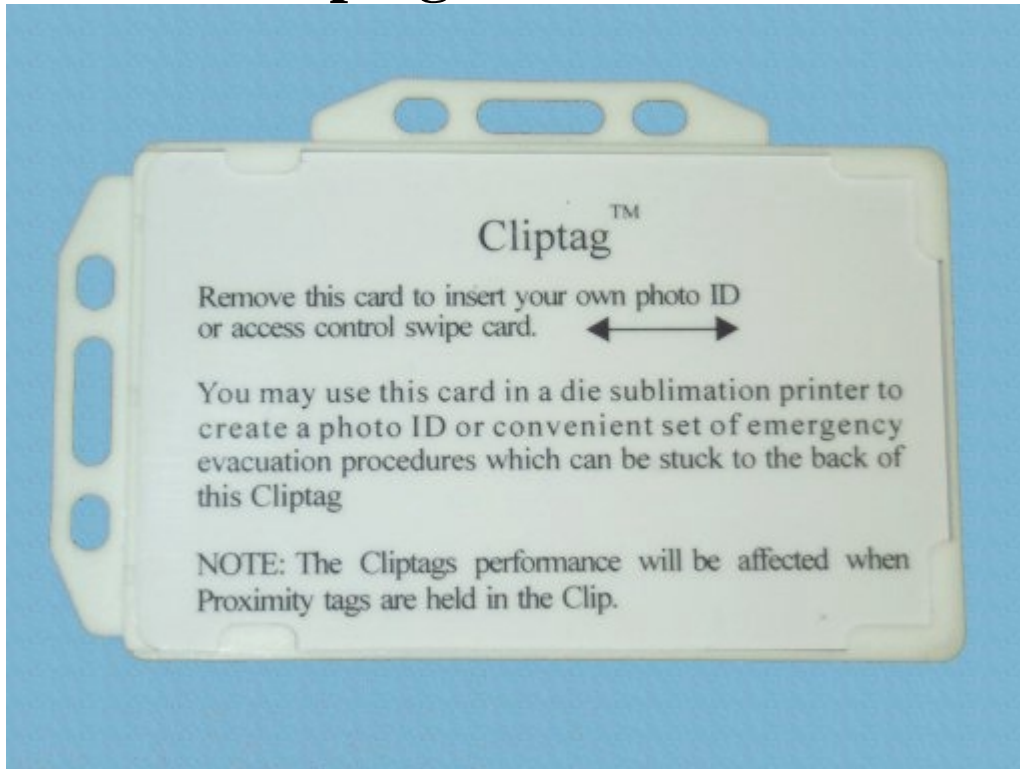 Cliptag™
Remove this card to insert your own photo ID
or access control swipe card.
You may use this card in a die sublimation printer to
create a photo ID or convenient set of emergency
evacuation procedures which can be stuck to the back of
this Cliptag
NOTE: The Cliptags performance will be affected when
Proximity tags are held in the Clip.